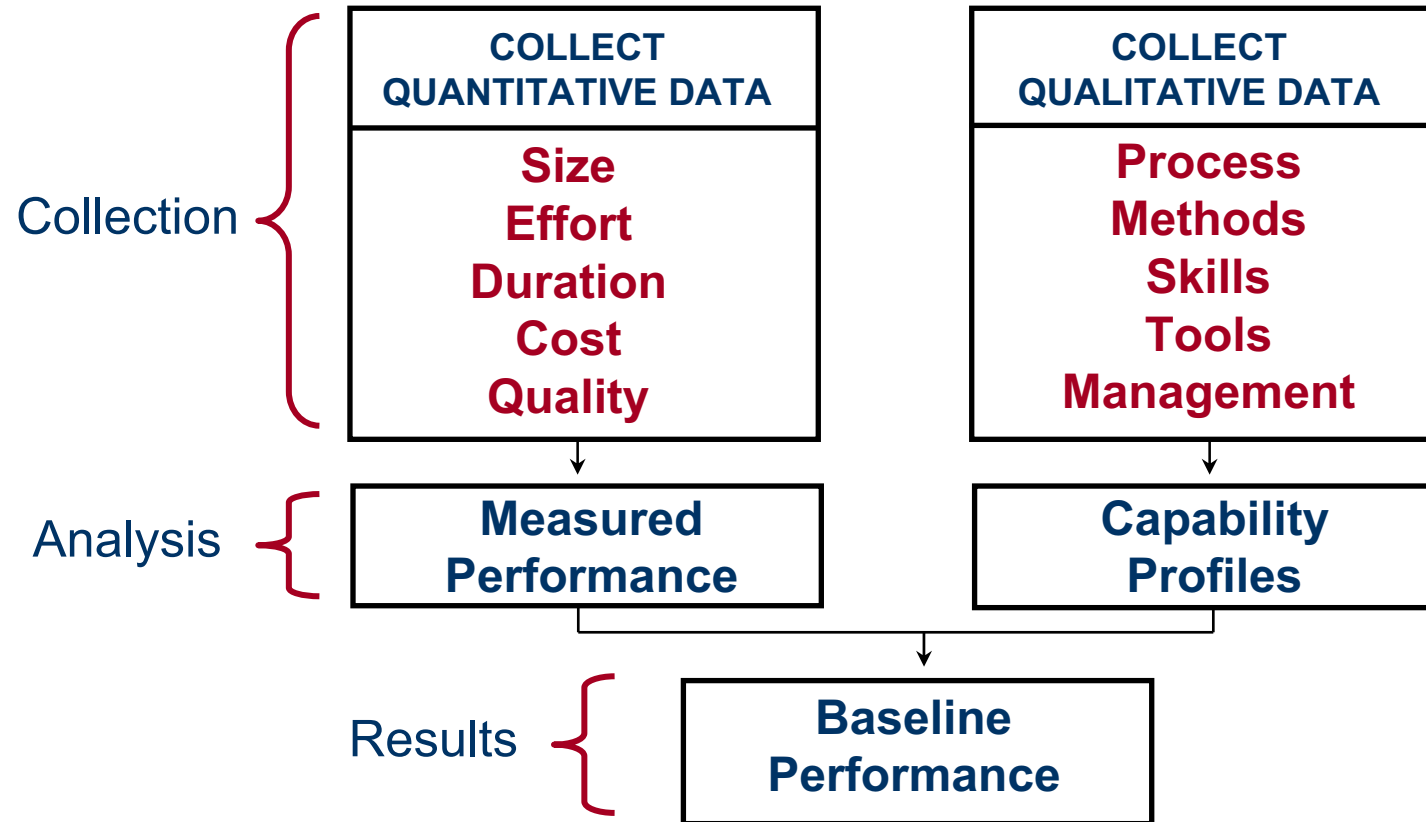 COLLECT
QUANTITATIVE DATA
Size
Effort
Duration
Cost
Quality
COLLECT
QUALITATIVE DATA
Process
Methods
Skills
Tools
Management
Collection
Analysis
Measured
Performance
Capability
Profiles
Results
Baseline
Performance